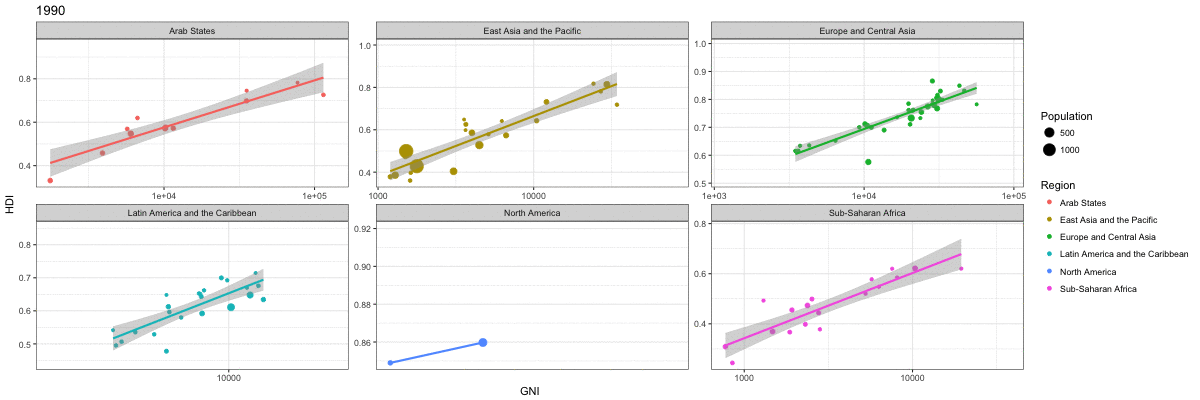 1990
Arab States
East Asia and the Pacific
Europe and Central Asia
0.8
0.6
0.4
1e+04
1e+05
1.0
0.8
0.6
0.4
1000
10000
1.0
0.9
0.8
0.7
0.6
0.5
1e+03
1e+04
1e+05
HDI
Latin America and the Caribbean
North America
Sub-Saharan Africa
0.8
0.7
0.6
0.5
10000
0.92
0.90
0.88
0.86
0.8
0.6
0.4
1000
10000
GNI
Population
500
1000
Region
Arab States
East Asia and the Pacific
Europe and Central Asia
Latin America and the Caribbean
North America
Sub-Saharan Africa